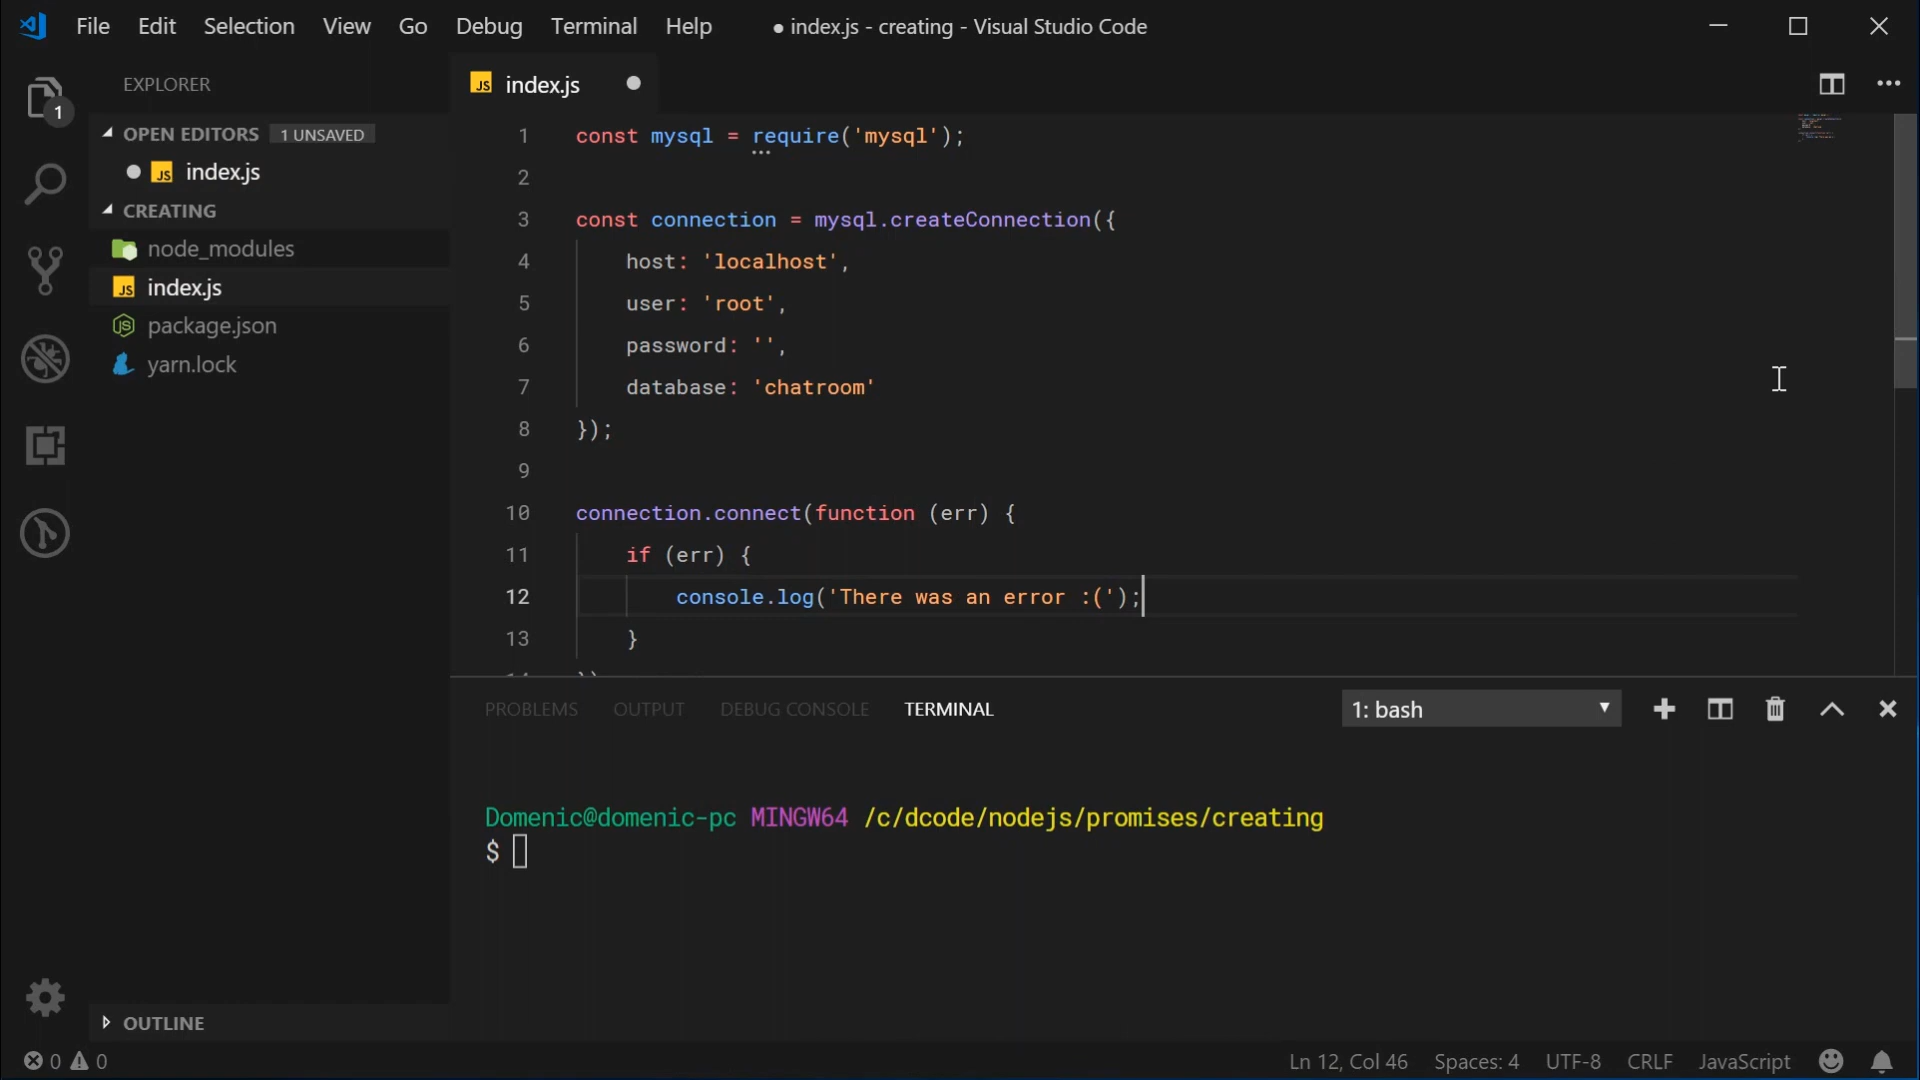 File Edit Selection View Go Debug Terminal Help ● index.js - creating - Visual Studio Code
EXPLORER
OPEN EDITORS 1 UNSAVED
JS index.js
CREATING
node_modules
JS index.js
package.json
yarn.lock
OUTLINE
1
JS index.js
1 const mysql = require('mysql');
2
3 const connection = mysql.createConnection({
4 host: 'localhost',
5 user: 'root',
6 password: '',
7 database: 'chatroom'
8 });
9
10 connection.connect(function (err) {
11 if (err) {
12 console.log('There was an error :(');
13 }
PROBLEMS OUTPUT DEBUG CONSOLE TERMINAL 1: bash
Domenic@domenic-pc MINGW64 /c/dcode/nodejs/promises/creating
$
0 0 Ln 12, Col 46 Spaces: 4 UTF-8 CRLF JavaScript